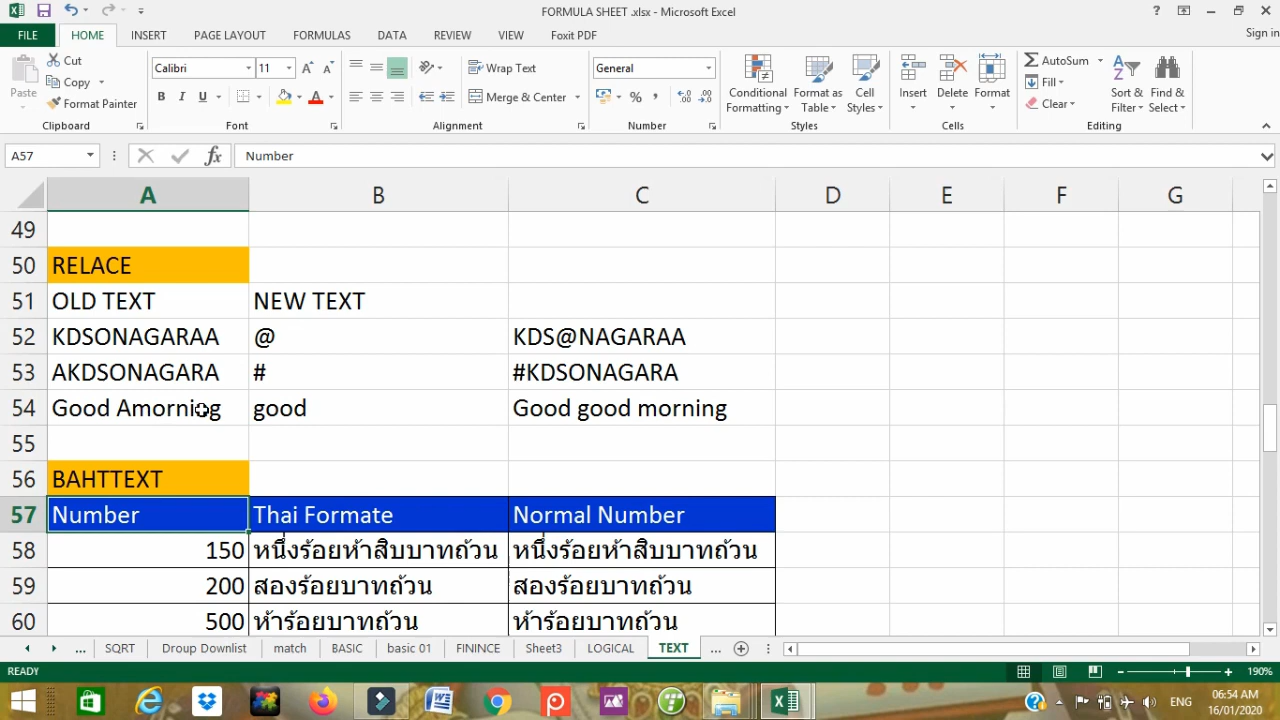 FORMULA SHEET .xlsx - Microsoft Excel
FILE HOME INSERT PAGE LAYOUT FORMULAS DATA REVIEW VIEW Foxit PDF Sign in
Cut
Copy
Format Painter
Paste
Clipboard
Calibri 11
B I U
Font
Wrap Text
Merge & Center
Alignment
General
%
Number
Conditional Formatting
Format as Table
Cell Styles
Styles
Insert Delete Format
Cells
AutoSum
Fill
Clear
Sort & Filter
Find & Select
Editing
A57 fx Number
A B C D E F G
49
50 RELACE
51 OLD TEXT NEW TEXT
52 KDSONAGARAA @ KDS@NAGARAA
53 AKDSONAGARA # #KDSONAGARA
54 Good Amorning good Good good morning
55
56 BAHTTEXT
57 Number Thai Formate Normal Number
58 150 หนึ่งร้อยห้าสิบบาทถ้วน หนึ่งร้อยห้าสิบบาทถ้วน
59 200 สองร้อยบาทถ้วน สองร้อยบาทถ้วน
60 500 ห้าร้อยบาทถ้วน ห้าร้อยบาทถ้วน
... SQRT Droup Downlist match BASIC basic 01 FININCE Sheet3 LOGICAL TEXT ...
READY 190%
ENG 06:54 AM
16/01/2020